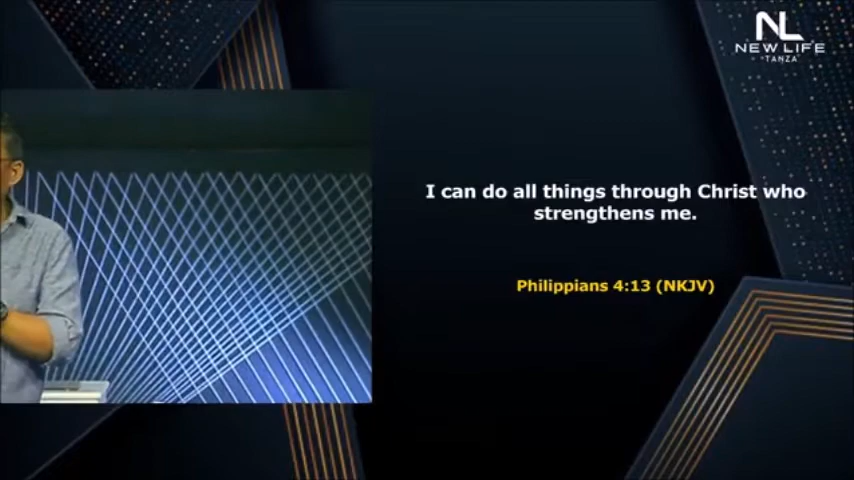 NL
NEW LIFE
TANZA
I can do all things through Christ who
strengthens me.
Philippians 4:13 (NKJV)